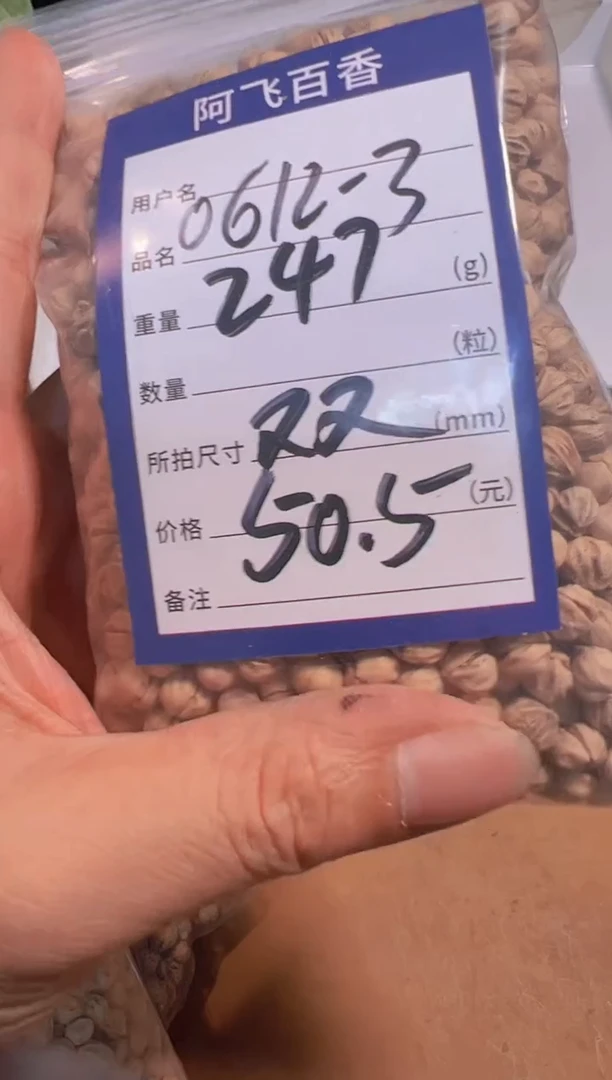 阿飞百香
用户名 0612-3
品名
重量 247 (g)
数量 (粒)
所拍尺寸 22 (mm)
价格 50.5 (元)
备注